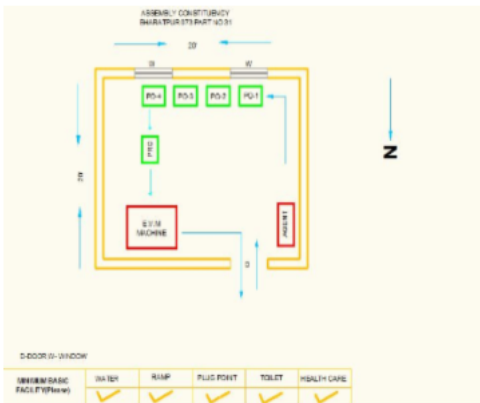 ASSEMBLY CONSTITUENCY
BHARATPUR 073 PART NO 31
20'
W W
PO-4 PO-3 PO-2 PO-1
PRO
20'
N
E.V.M AGENT
MACHINE
D
D-DOOR W- WINDOW
MINIMUM BASIC WATER RAMP PLUG POINT TOILET HEALTH CARE
FACILITY(Please)